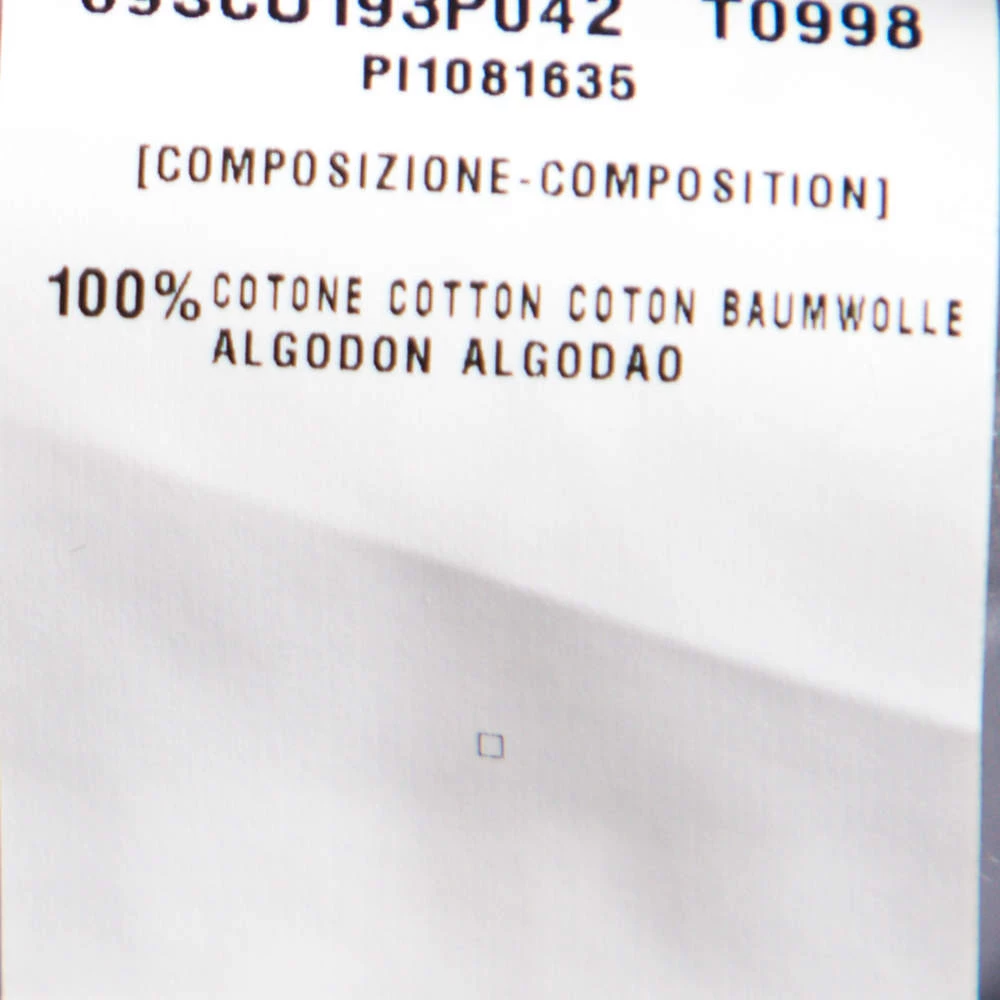 T0998
PI1081635
[COMPOSIZIONE-COMPOSITION]
100% COTONE COTTON COTON BAUMWOLLE
ALGODON ALGODAO